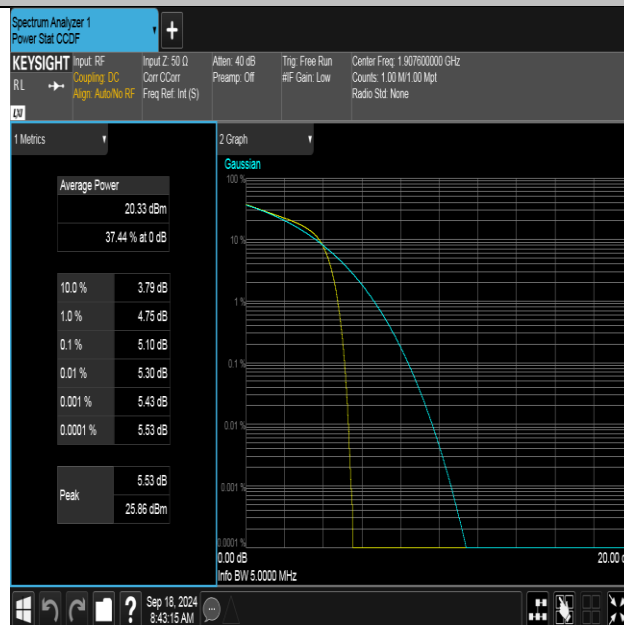 Spectrum Analyzer 1
Power Stat CCDF
+
KEYSIGHT
RL
LXI
Input: RF
Coupling: DC
Align: Auto/No RF
Input Z: 50 Ω
Corr CCorr
Freq Ref: Int (S)
Atten: 40 dB
Preamp: Off
Trig: Free Run
#IF Gain: Low
Center Freq: 1.907600000 GHz
Counts: 1.00 M/1.00 Mpt
Radio Std: None
1 Metrics
Average Power
20.33 dBm
37.44 % at 0 dB
10.0 % 3.79 dB
1.0 % 4.75 dB
0.1 % 5.10 dB
0.01 % 5.30 dB
0.001 % 5.43 dB
0.0001 % 5.53 dB
Peak
5.53 dB
25.86 dBm
2 Graph
Gaussian
100 %
10 %
1 %
0.1 %
0.01 %
0.001 %
0.0001 %
0.00 dB
20.00
Info BW 5.0000 MHz
?
Sep 18, 2024
8:43:15 AM